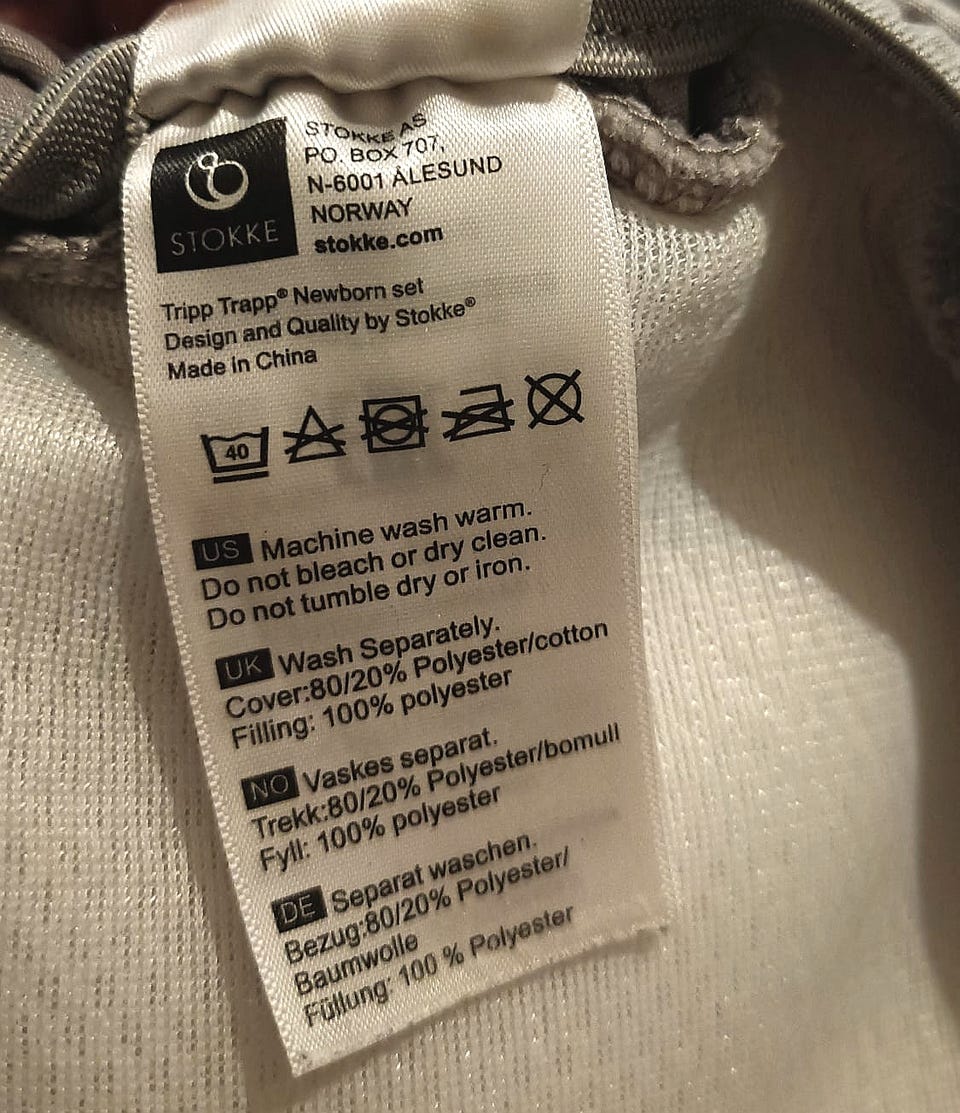 STOKKE
STOKKE AS
PO. BOX 707,
N-6001 ÅLESUND
NORWAY
stokke.com
Tripp Trapp® Newborn set
Design and Quality by Stokke®
Made in China
40
US Machine wash warm.
Do not bleach or dry clean.
Do not tumble dry or iron.
UK Wash Separately.
Cover:80/20% Polyester/cotton
Filling: 100% polyester
NO Vaskes separat.
Trekk:80/20% Polyester/bomull
Fyll: 100% polyester
DE Separat waschen.
Bezug:80/20% Polyester/
Baumwolle
Füllung: 100 % Polyester